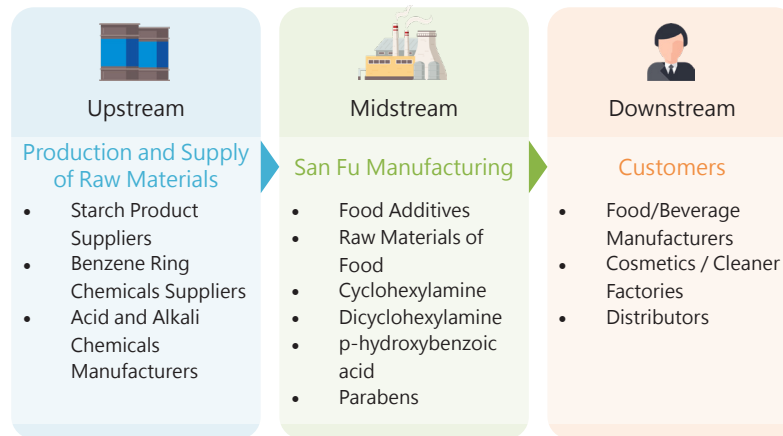 Upstream
Production and Supply
of Raw Materials
• Starch Product
Suppliers
• Benzene Ring
Chemicals Suppliers
• Acid and Alkali
Chemicals
Manufacturers
Midstream
San Fu Manufacturing
• Food Additives
• Raw Materials of
Food
• Cyclohexylamine
• Dicyclohexylamine
• p-hydroxybenzoic
acid
• Parabens
Downstream
Customers
• Food/Beverage
Manufacturers
• Cosmetics / Cleaner
Factories
• Distributors